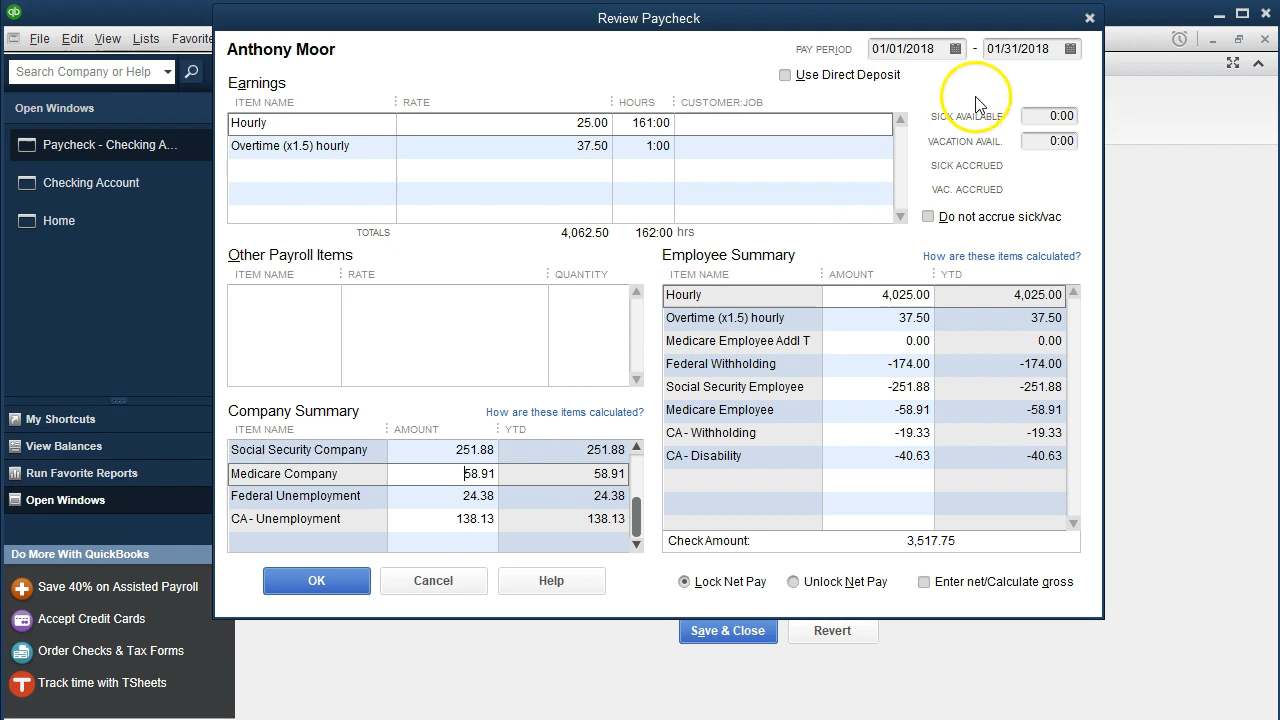 qb
Review Paycheck
File Edit View Lists Favorite
Search Company or Help
Open Windows
Paycheck - Checking A...
Checking Account
Home
My Shortcuts
View Balances
Run Favorite Reports
Open Windows
Do More With QuickBooks
Save 40% on Assisted Payroll
Accept Credit Cards
Order Checks & Tax Forms
Track time with TSheets
Anthony Moor
PAY PERIOD 01/01/2018 - 01/31/2018
Use Direct Deposit
Earnings
ITEM NAME RATE HOURS CUSTOMER:JOB
Hourly 25.00 161:00
Overtime (x1.5) hourly 37.50 1:00
TOTALS 4,062.50 162:00 hrs
SICK AVAILABLE 0:00
VACATION AVAIL. 0:00
SICK ACCRUED
VAC. ACCRUED
Do not accrue sick/vac
Other Payroll Items
ITEM NAME RATE QUANTITY
Company Summary How are these items calculated?
ITEM NAME AMOUNT YTD
Social Security Company 251.88 251.88
Medicare Company 58.91 58.91
Federal Unemployment 24.38 24.38
CA - Unemployment 138.13 138.13
Employee Summary How are these items calculated?
ITEM NAME AMOUNT YTD
Hourly 4,025.00 4,025.00
Overtime (x1.5) hourly 37.50 37.50
Medicare Employee Addl T 0.00 0.00
Federal Withholding -174.00 -174.00
Social Security Employee -251.88 -251.88
Medicare Employee -58.91 -58.91
CA - Withholding -19.33 -19.33
CA - Disability -40.63 -40.63
Check Amount: 3,517.75
OK Cancel Help
Lock Net Pay Unlock Net Pay Enter net/Calculate gross
Save & Close Revert